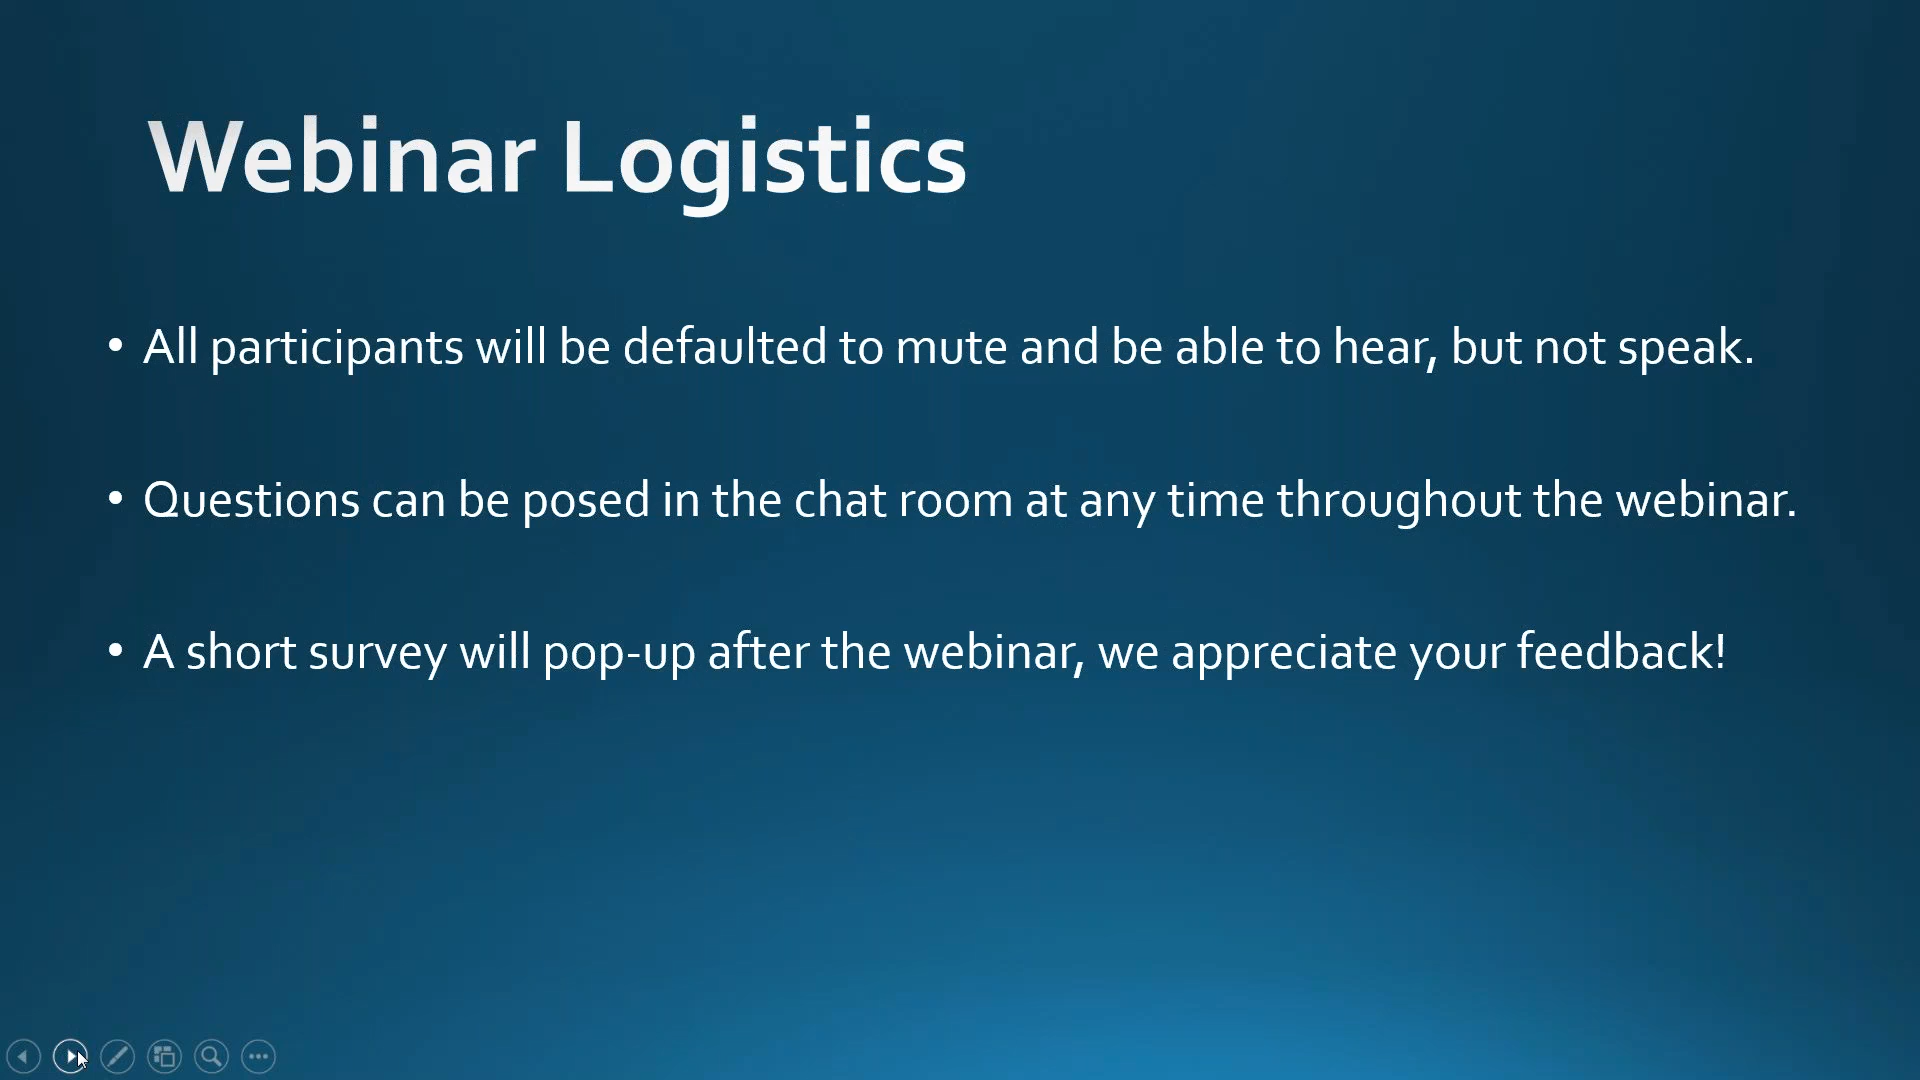 Webinar Logistics
• All participants will be defaulted to mute and be able to hear, but not speak.
• Questions can be posed in the chat room at any time throughout the webinar.
• A short survey will pop-up after the webinar, we appreciate your feedback!